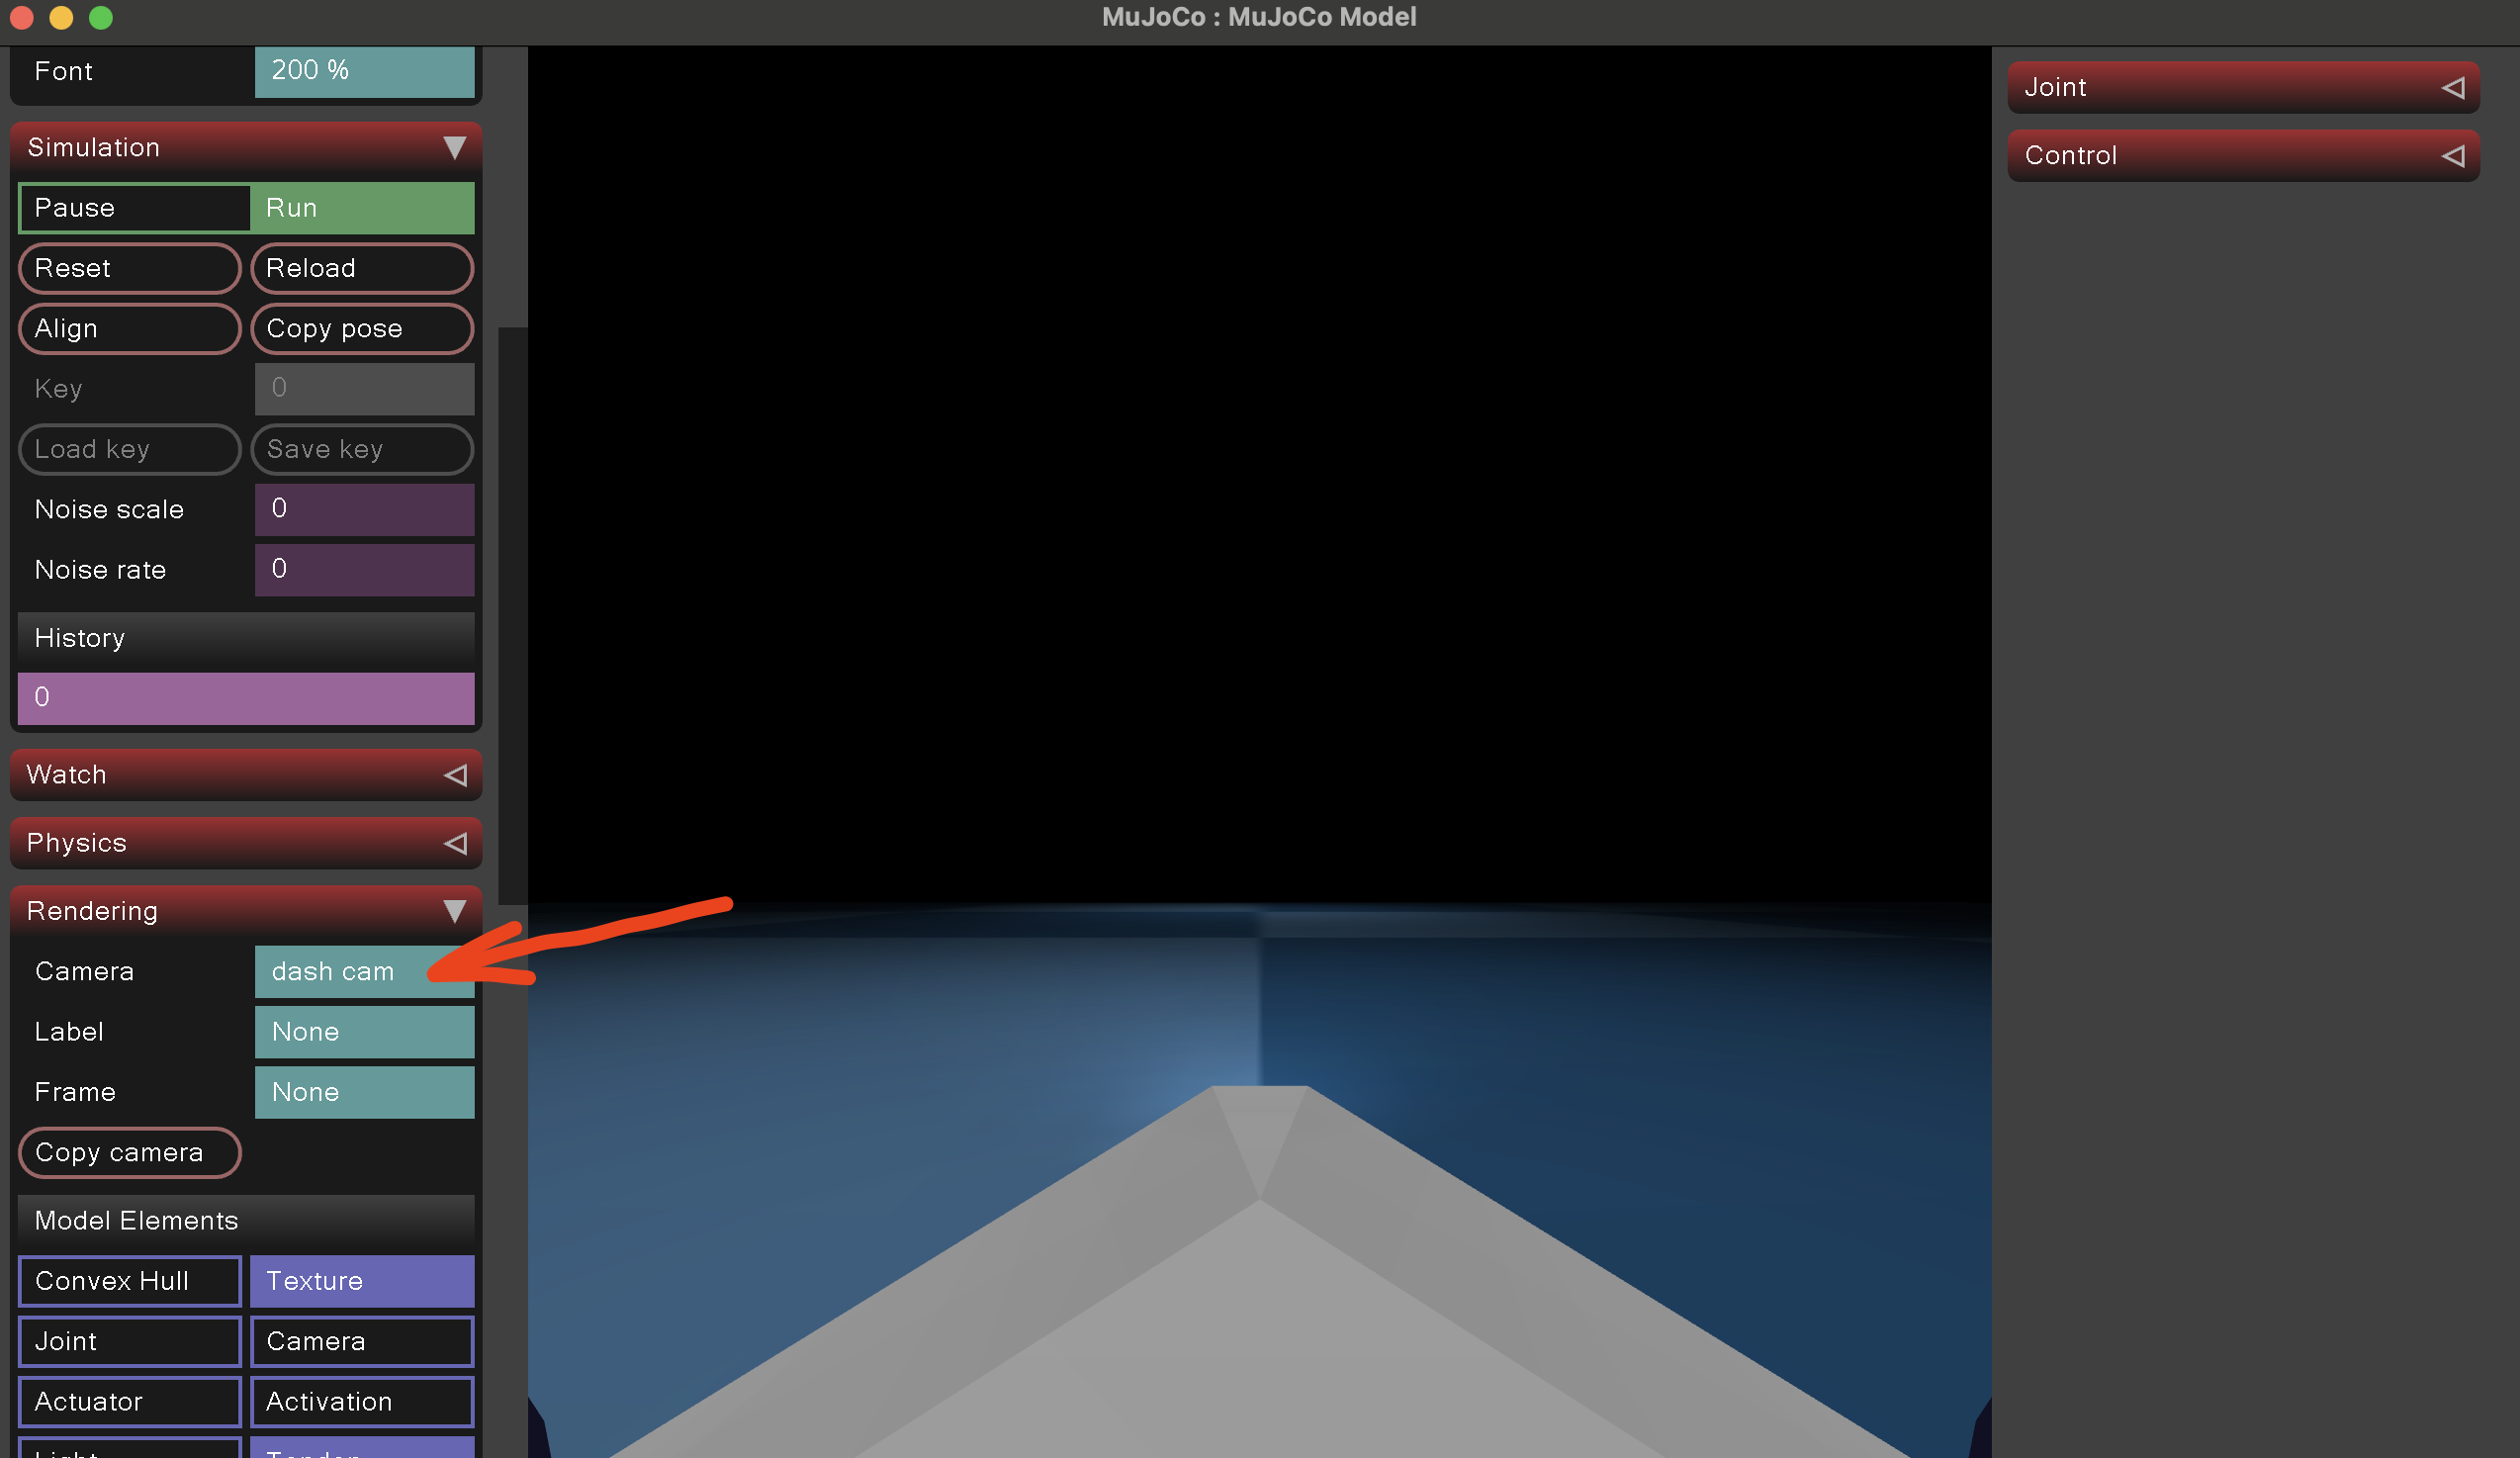 MuJoCo : MuJoCo Model
Font 200 %
Simulation
Pause Run
Reset Reload
Align Copy pose
Key 0
Load key Save key
Noise scale 0
Noise rate 0
History
0
Watch
Physics
Rendering
Camera dash cam
Label None
Frame None
Copy camera
Model Elements
Convex Hull Texture
Joint Camera
Actuator Activation
Light Tendon
Joint
Control